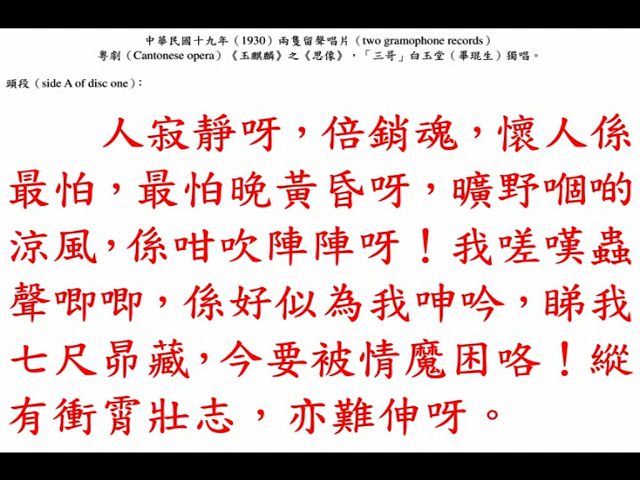 中華民國十九年（1930）兩隻留聲唱片（two gramophone records）
粵劇（Cantonese opera）《玉麒麟》之《思像》，「三哥」白玉堂（畢琨生）獨唱。
頭段（side A of disc one）：
人寂靜呀，倍銷魂，懷人係
最怕，最怕晚黃昏呀，曠野嗰啲
涼風，係咁吹陣陣呀！我嗟嘆蟲
聲唧唧，係好似為我呻吟，睇我
七尺昴藏，今要被情魔困咯！縱
有衝霄壯志，亦難伸呀。